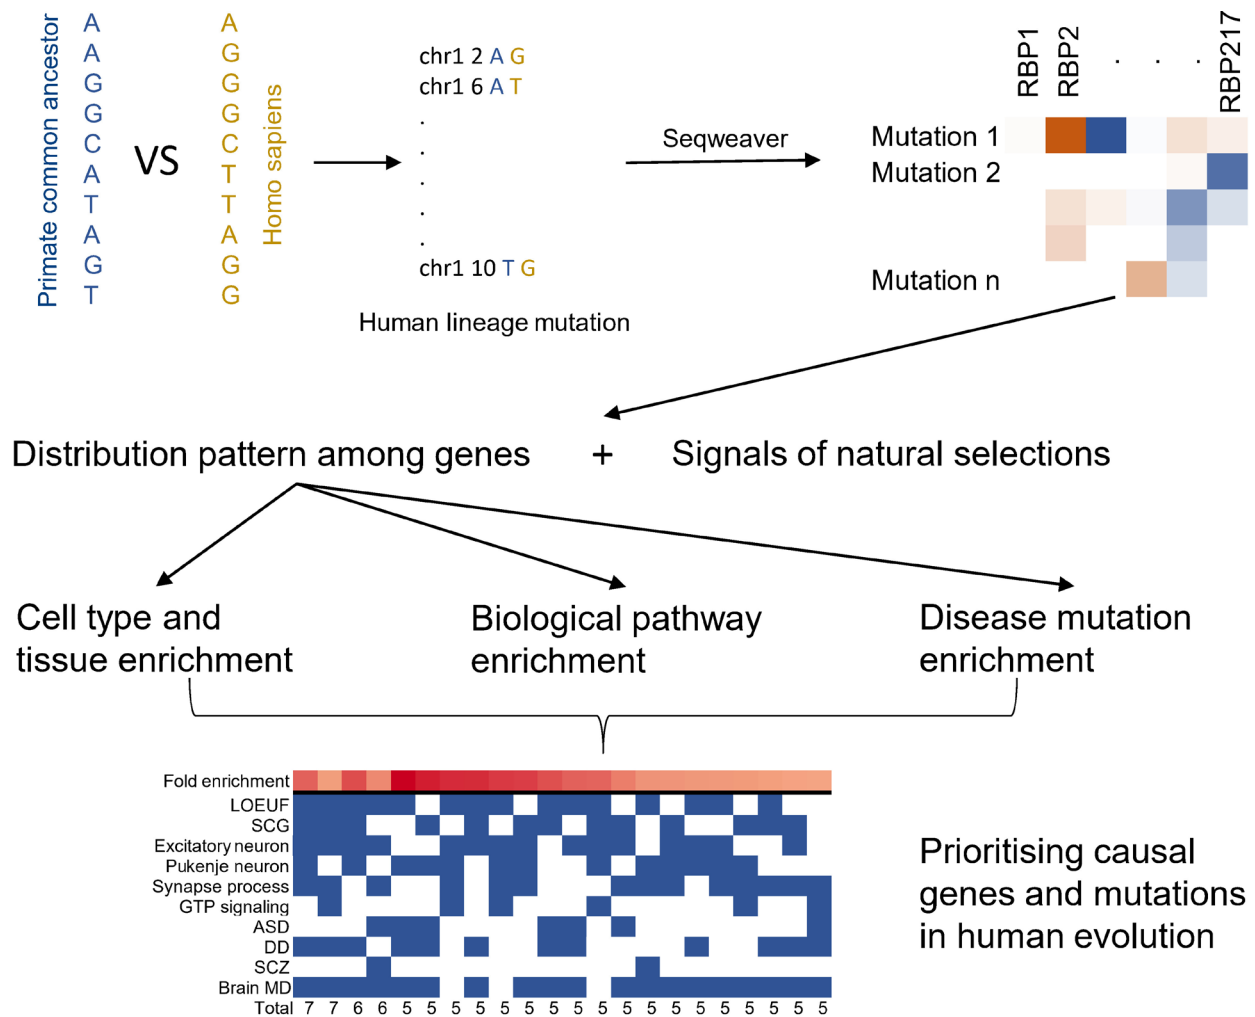 Primate common ancestor
A
A
G
G
C
A
T
A
G
T
VS
A
G
G
G
C
T
T
A
G
G
Homo sapiens
chr1 2 A G
chr1 6 A T
.
.
.
.
.
chr1 10 T G
Human lineage mutation
Seqweaver
RBP1
RBP2
. . .
RBP217
Mutation 1
Mutation 2
Mutation n
Distribution pattern among genes + Signals of natural selections
Cell type and
tissue enrichment
Biological pathway
enrichment
Disease mutation
enrichment
Fold enrichment
LOEUF
SCG
Excitatory neuron
Pukenje neuron
Synapse process
GTP signaling
ASD
DD
SCZ
Brain MD
Total 7 7 6 6 5 5 5 5 5 5 5 5 5 5 5 5 5 5 5 5 5 5
Prioritising causal
genes and mutations
in human evolution